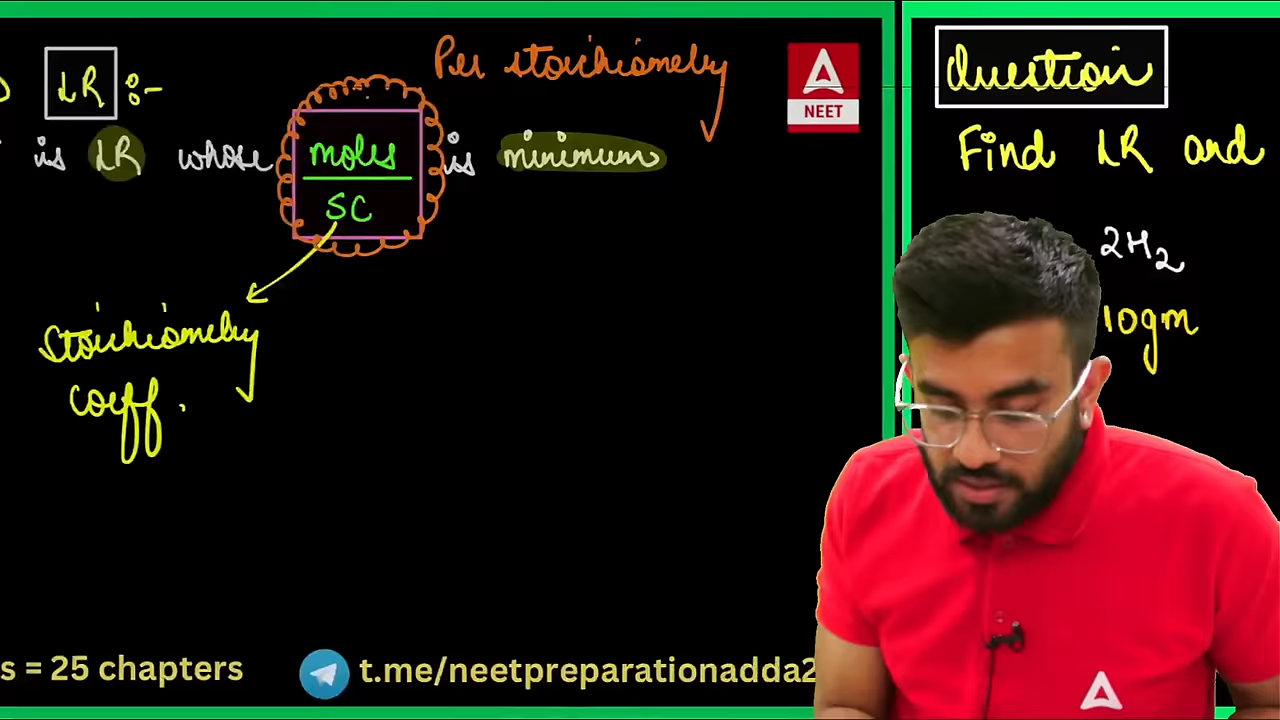 LR :-
Per stoichiometry
is LR whose moles is minimum
SC
Stoichiometry
coeff.
NEET
Question
Find LR and
2H2
10gm
s = 25 chapters
t.me/neetpreparationadda2